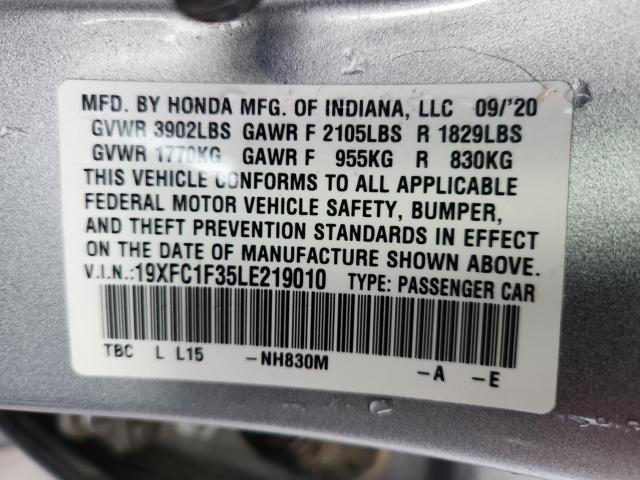 MFD. BY HONDA MFG. OF INDIANA, LLC 09/'20
GVWR 3902LBS GAWR F 2105LBS R 1829LBS
GVWR 1770KG GAWR F 955KG R 830KG
THIS VEHICLE CONFORMS TO ALL APPLICABLE
FEDERAL MOTOR VEHICLE SAFETY, BUMPER,
AND THEFT PREVENTION STANDARDS IN EFFECT
ON THE DATE OF MANUFACTURE SHOWN ABOVE.
V.I.N.:19XFC1F35LE219010 TYPE: PASSENGER CAR
TBC L L15 -NH830M -A -E